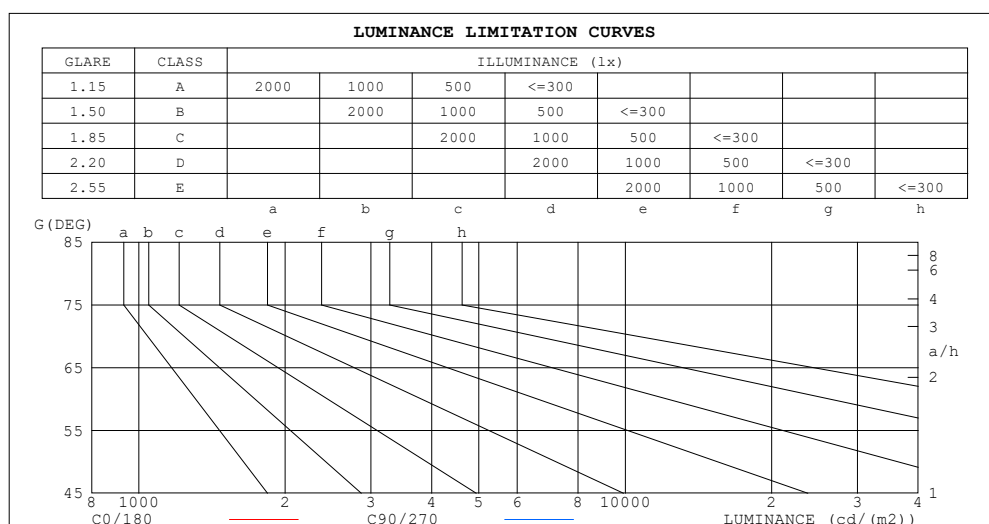 LUMINANCE LIMITATION CURVES
GLARE CLASS ILLUMINANCE (lx)
1.15 A 2000 1000 500 <=300
1.50 B 2000 1000 500 <=300
1.85 C 2000 1000 500 <=300
2.20 D 2000 1000 500 <=300
2.55 E 2000 1000 500 <=300
a b c d e f g h
G(DEG)
85 a b c d e f g h
8
6
75 4
3
a/h
65 2
55
45 1
8 1000 2 3 4 5 6 8 10000 2 3 4
C0/180 C90/270 LUMINANCE (cd/(m2))